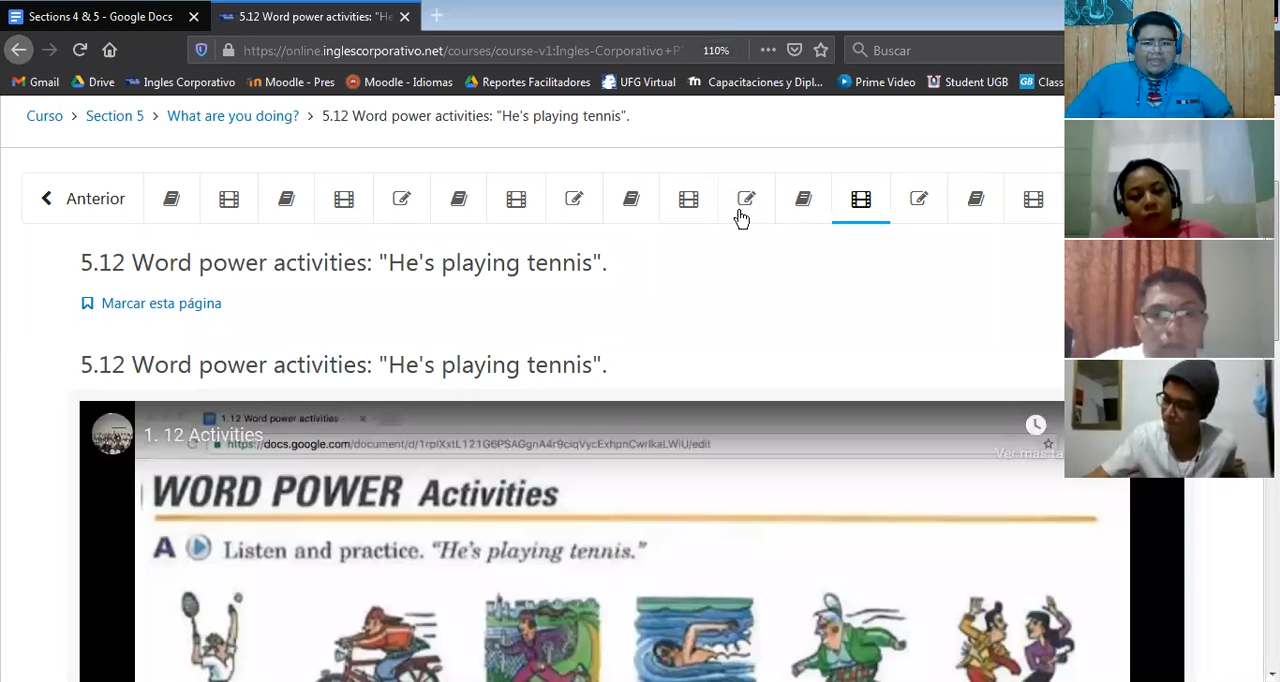 Sections 4 & 5 - Google Docs
5.12 Word power activities: "He
https://online.inglescorporativo.net/courses/course-v1:Ingles-Corporativo+P
110%
Buscar
Gmail
Drive
Ingles Corporativo
Moodle - Pres
Moodle - Idiomas
Reportes Facilitadores
UFG Virtual
Capacitaciones y Dipl...
Prime Video
Student UGB
Class
Curso > Section 5 > What are you doing? > 5.12 Word power activities: "He's playing tennis".
Anterior
5.12 Word power activities: "He's playing tennis".
Marcar esta página
5.12 Word power activities: "He's playing tennis".
1.12 Word power activities
1. 12 Activities
WORD POWER Activities
A Listen and practice. "He's playing tennis."